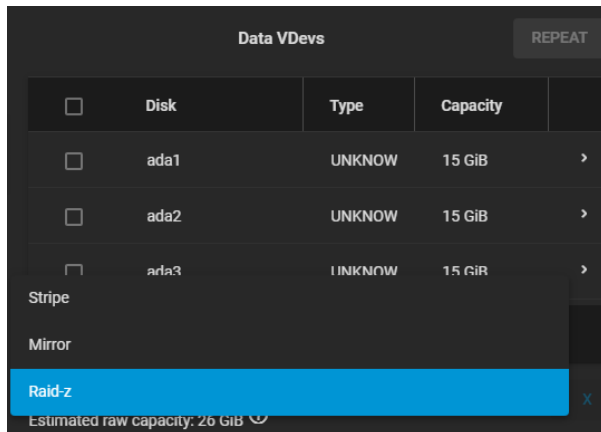 Data VDevs
REPEAT
Disk Type Capacity
ada1 UNKNOW 15 GiB
ada2 UNKNOW 15 GiB
ada3 UNKNOW 15 GiB
Stripe
Mirror
Raid-z
X
Estimated raw capacity: 26 GiB